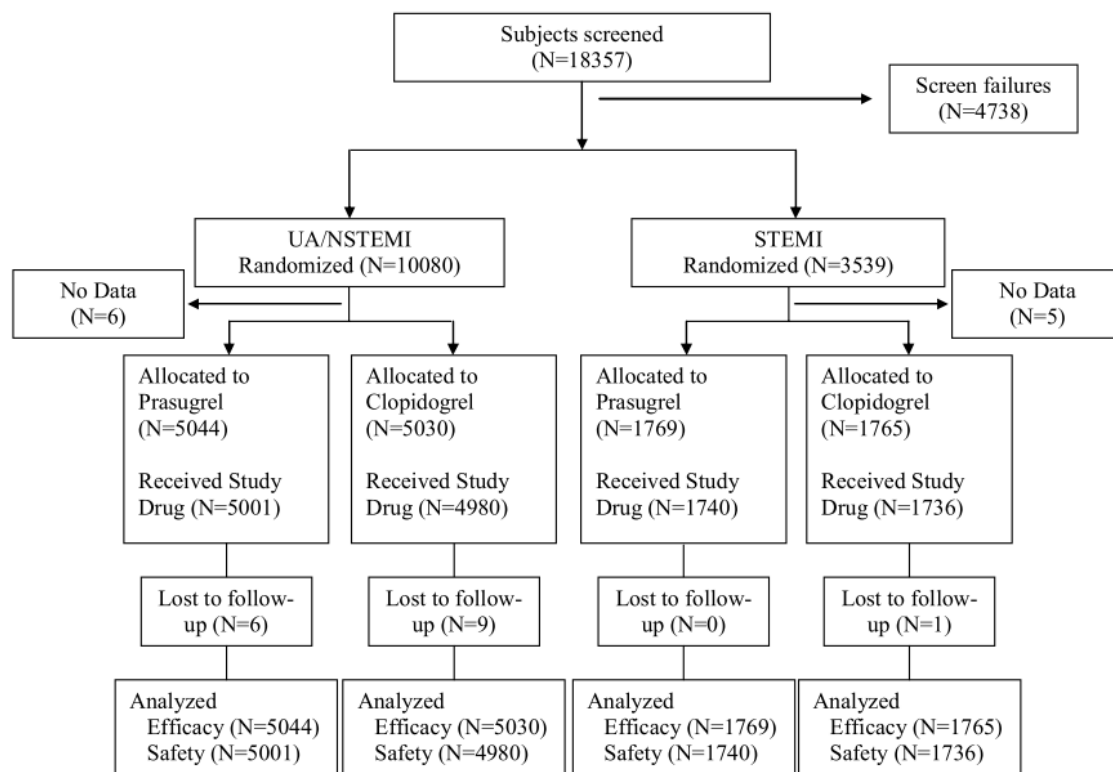 Subjects screened
(N=18357)
Screen failures
(N=4738)
UA/NSTEMI
Randomized (N=10080)
STEMI
Randomized (N=3539)
No Data
(N=6)
No Data
(N=5)
Allocated to
Prasugrel
(N=5044)
Received Study
Drug (N=5001)
Allocated to
Clopidogrel
(N=5030)
Received Study
Drug (N=4980)
Allocated to
Prasugrel
(N=1769)
Received Study
Drug (N=1740)
Allocated to
Clopidogrel
(N=1765)
Received Study
Drug (N=1736)
Lost to follow-
up (N=6)
Lost to follow-
up (N=9)
Lost to follow-
up (N=0)
Lost to follow-
up (N=1)
Analyzed
Efficacy (N=5044)
Safety (N=5001)
Analyzed
Efficacy (N=5030)
Safety (N=4980)
Analyzed
Efficacy (N=1769)
Safety (N=1740)
Analyzed
Efficacy (N=1765)
Safety (N=1736)